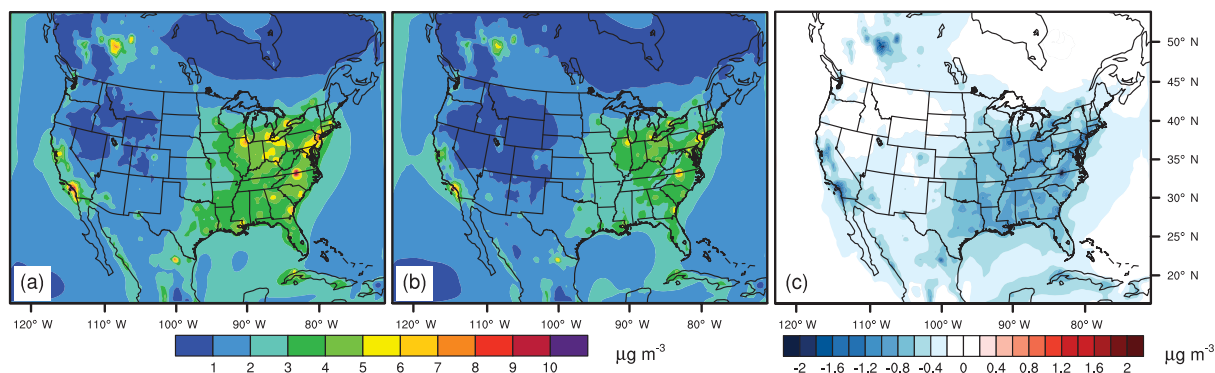 (a) (b) (c)
50° N
45° N
40° N
35° N
30° N
25° N
20° N
120° W 110° W 100° W 90° W 80° W 120° W 110° W 100° W 90° W 80° W 120° W 110° W 100° W 90° W 80° W
1 2 3 4 5 6 7 8 9 10 µg m-3
-2 -1.6 -1.2 -0.8 -0.4 0 0 0.4 0.8 1.2 1.6 2 µg m-3